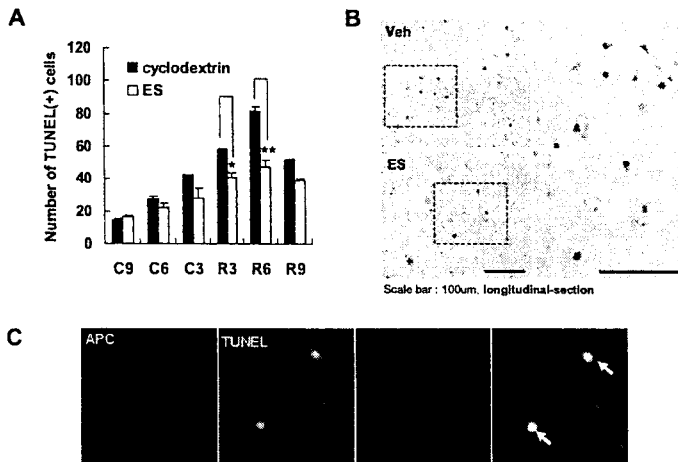 A
Number of TUNEL(+) cells
120
100
80
60
40
20
0
cyclodextrin
ES
*
**
C9 C6 C3 R3 R6 R9
B
Veh
ES
Scale bar : 100um, longitudinal-section
C
APC
TUNEL